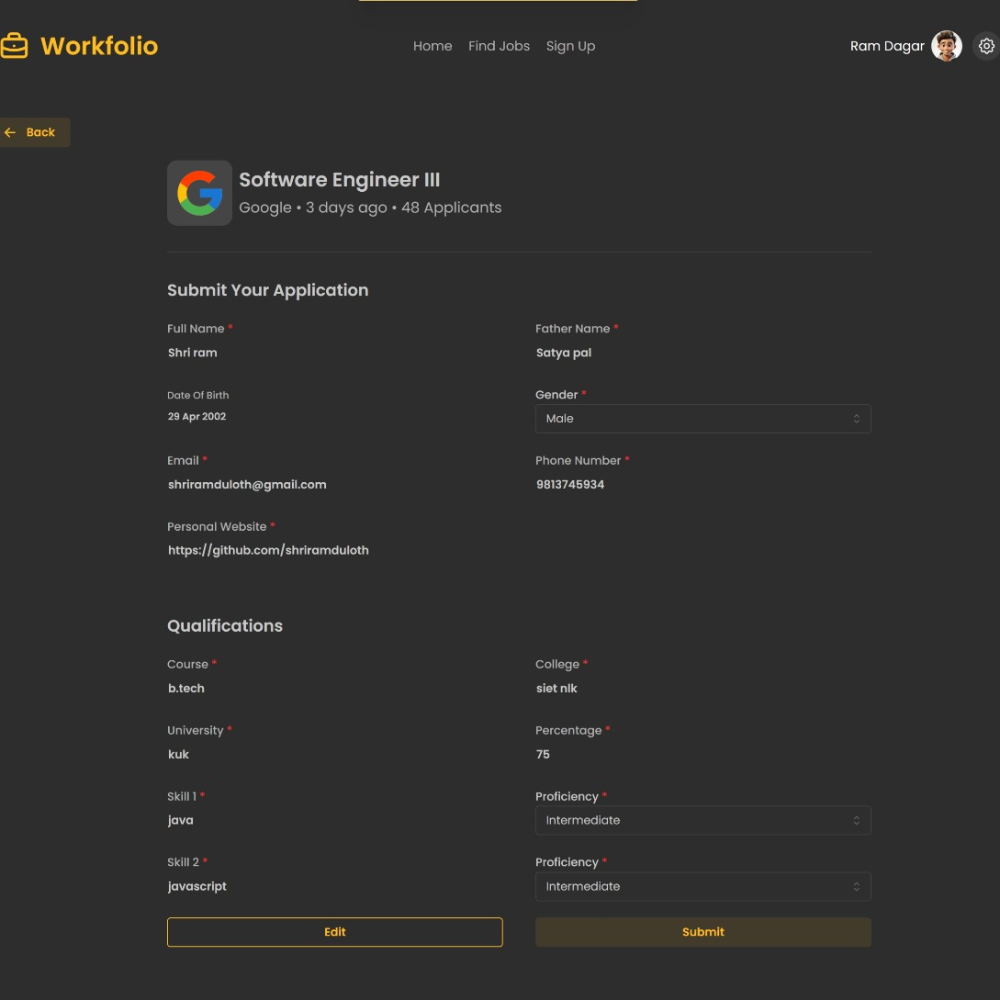 Workfolio
Home Find Jobs Sign Up
Ram Dagar
Back
Software Engineer III
Google • 3 days ago • 48 Applicants
Submit Your Application
Full Name * Father Name *
Shri ram Satya pal
Date Of Birth Gender *
29 Apr 2002 Male
Email * Phone Number *
shriramduloth@gmail.com 9813745934
Personal Website *
https://github.com/shriramduloth
Qualifications
Course * College *
b.tech siet nlk
University * Percentage *
kuk 75
Skill 1 * Proficiency *
java Intermediate
Skill 2 * Proficiency *
javascript Intermediate
Edit Submit